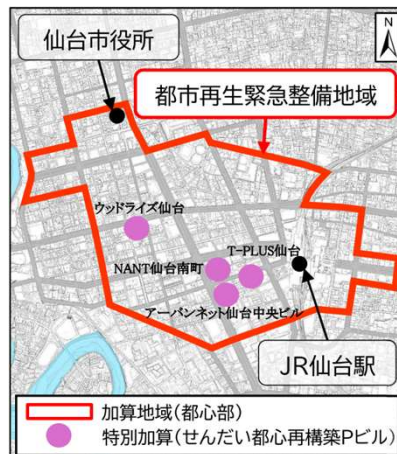 仙台市役所
N
都市再生緊急整備地域
ウッドライズ仙台
T-PLUS仙台
NANT仙台南町
アーバンネット仙台中央ビル
JR仙台駅
加算地域(都心部)
特別加算(せんだい都心再構築Pビル)